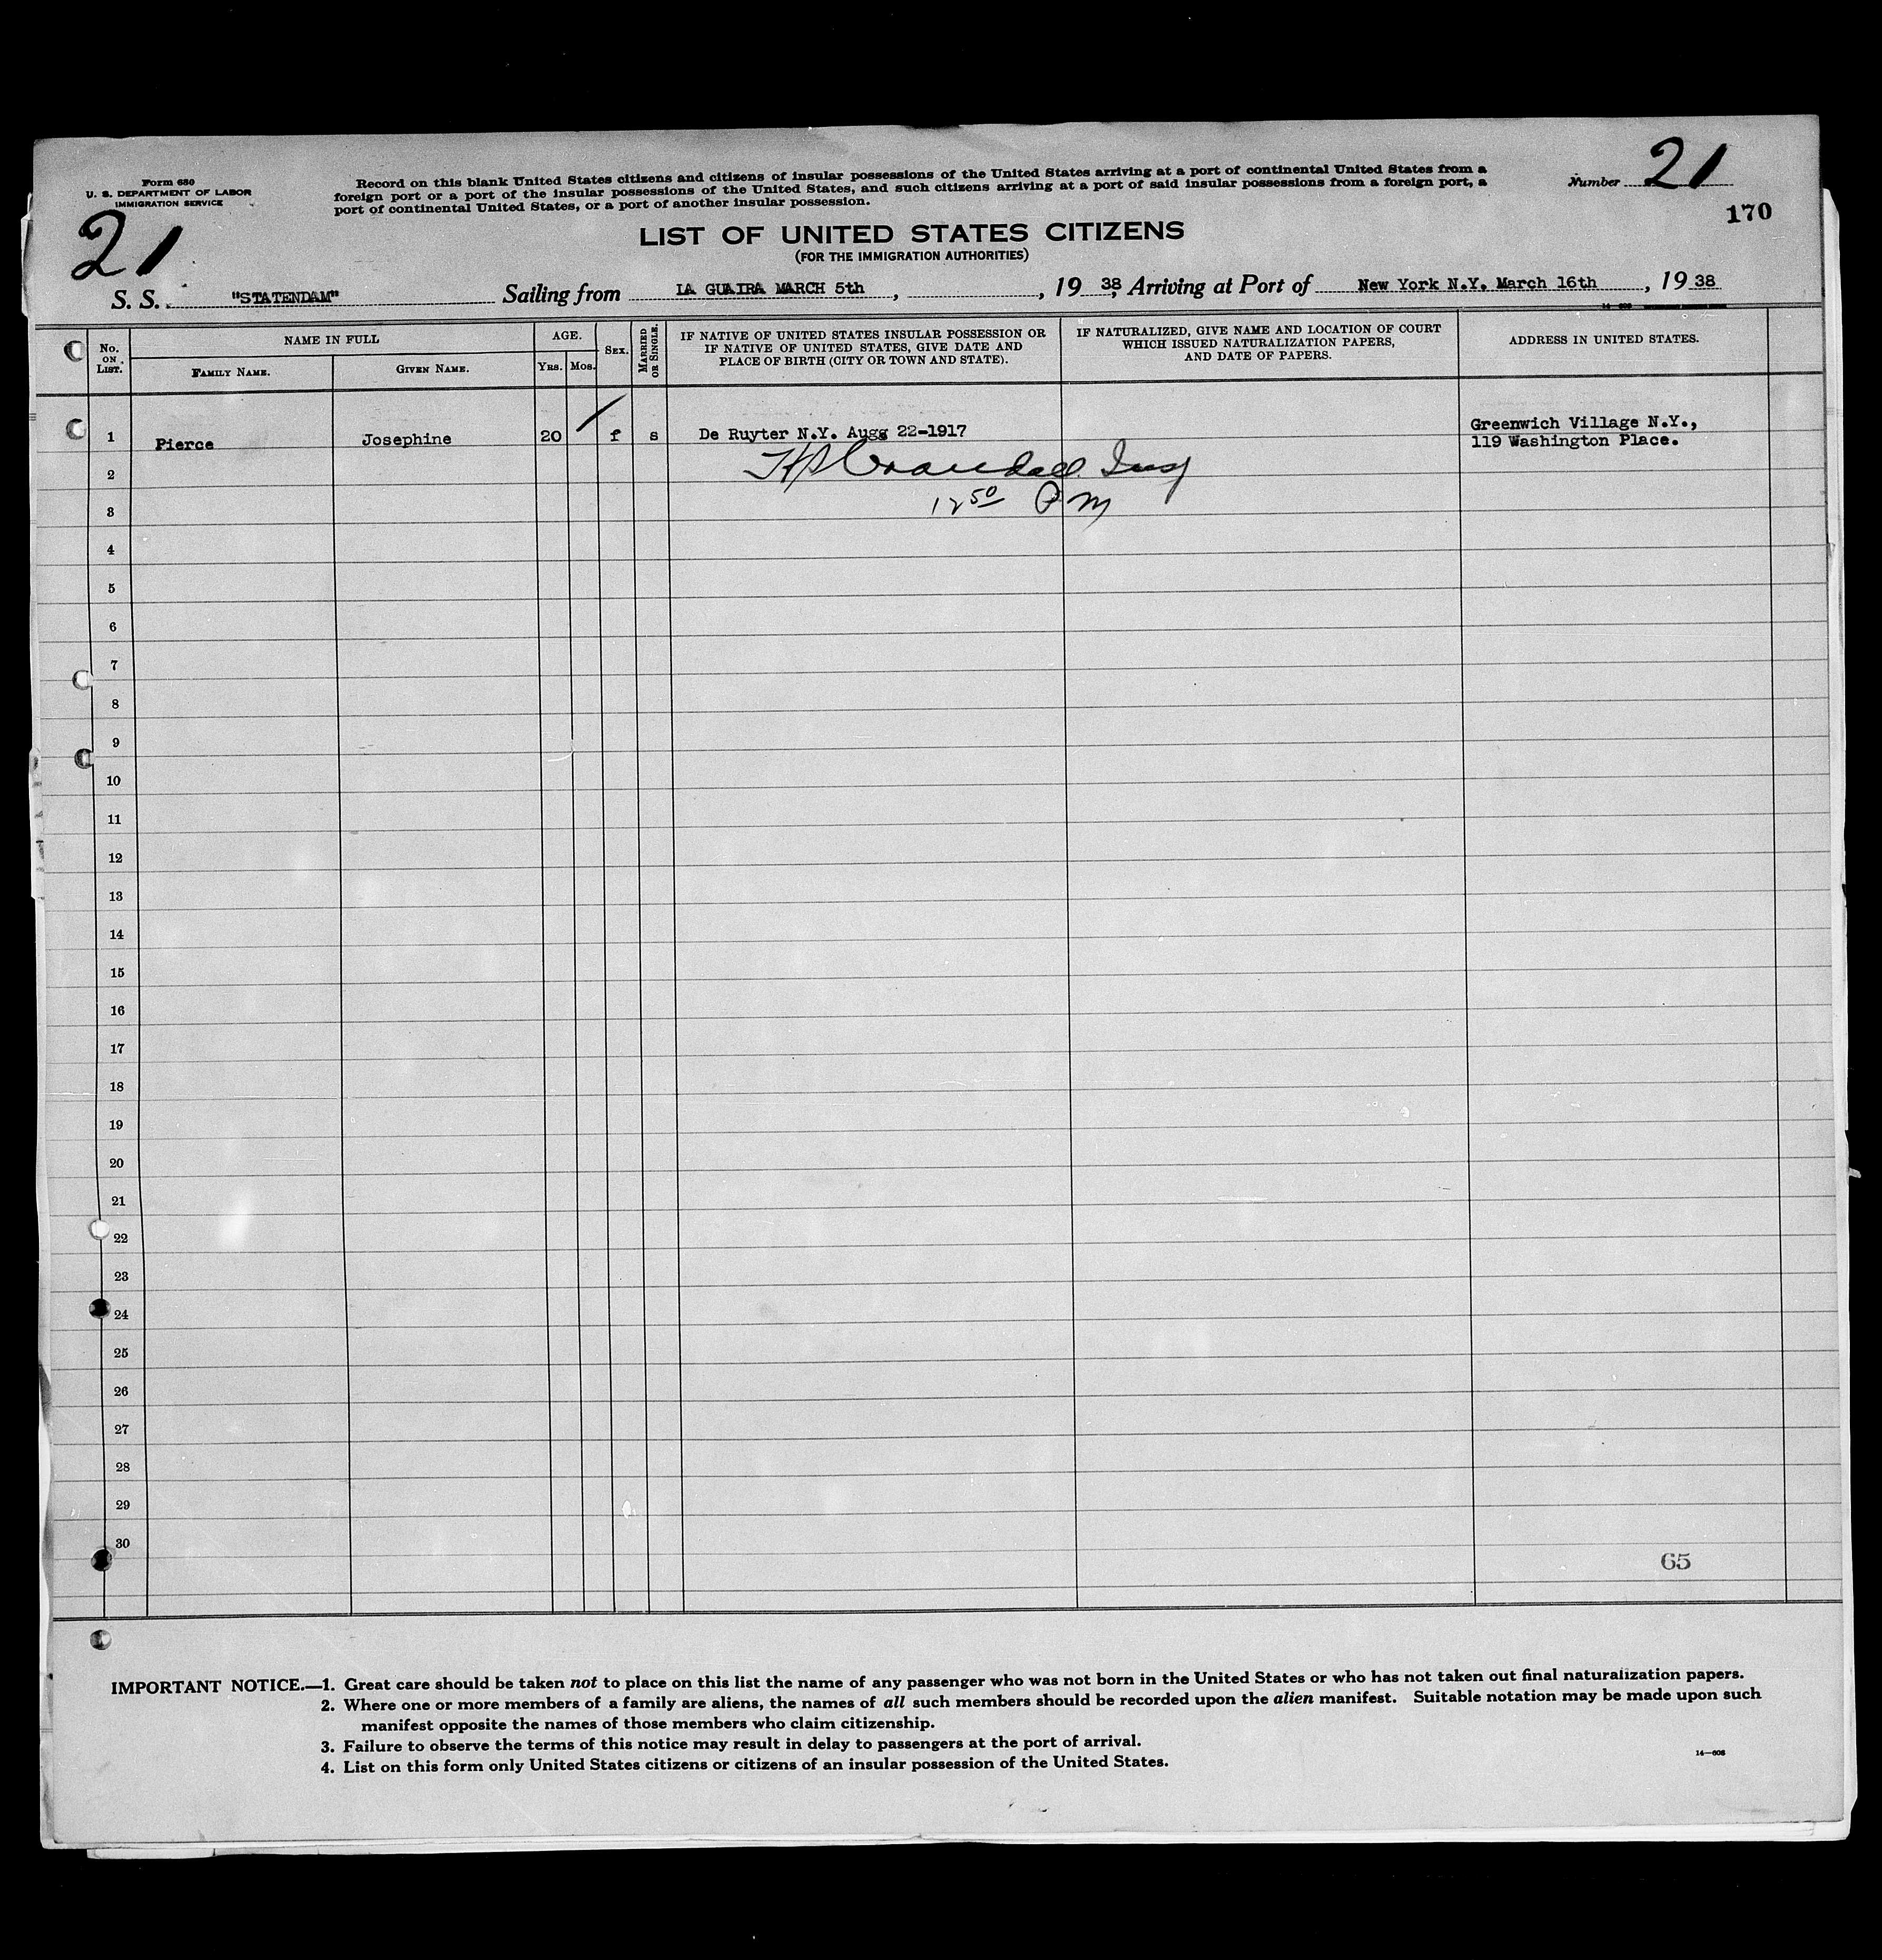 Form 630
U. S. DEPARTMENT OF LABOR
IMMIGRATION SERVICE
Record on this blank United States citizens and citizens of insular possessions of the United States arriving at a port of continental United States from a
foreign port or a port of the insular possessions of the United States, and such citizens arriving at a port of said insular possessions from a foreign port, a
port of continental United States, or a port of another insular possession.
Number 21
170
21
LIST OF UNITED STATES CITIZENS
(FOR THE IMMIGRATION AUTHORITIES)
S. S. "STATENDAM" Sailing from LA GUAIRA MARCH 5th, , 19 38, Arriving at Port of New York N.Y. March 16th, 19 38
14—608
No. ON LIST.
NAME IN FULL
FAMILY NAME.
GIVEN NAME.
AGE.
YRS.
MOS.
SEX.
MARRIED OR SINGLE.
IF NATIVE OF UNITED STATES INSULAR POSSESSION OR
IF NATIVE OF UNITED STATES, GIVE DATE AND
PLACE OF BIRTH (CITY OR TOWN AND STATE).
IF NATURALIZED, GIVE NAME AND LOCATION OF COURT
WHICH ISSUED NATURALIZATION PAPERS,
AND DATE OF PAPERS.
ADDRESS IN UNITED STATES.
1 Pierce Josephine 20 f s De Ruyter N.Y. Augg 22-1917 Greenwich Village N.Y.,
119 Washington Place.
2 Crandall Insp
3 12 50 PM
4
5
6
7
8
9
10
11
12
13
14
15
16
17
18
19
20
21
22
23
24
25
26
27
28
29
30
65
IMPORTANT NOTICE.—1. Great care should be taken not to place on this list the name of any passenger who was not born in the United States or who has not taken out final naturalization papers.
2. Where one or more members of a family are aliens, the names of all such members should be recorded upon the alien manifest. Suitable notation may be made upon such
manifest opposite the names of those members who claim citizenship.
3. Failure to observe the terms of this notice may result in delay to passengers at the port of arrival.
4. List on this form only United States citizens or citizens of an insular possession of the United States.
14—608